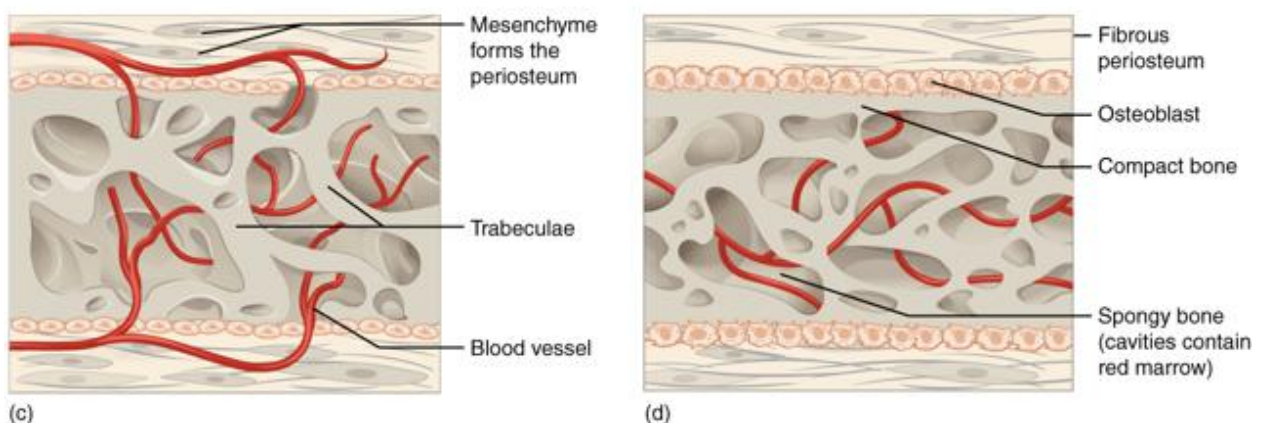 Mesenchyme
forms the
periosteum
Trabeculae
Blood vessel
(c)
Fibrous
periosteum
Osteoblast
Compact bone
Spongy bone
(cavities contain
red marrow)
(d)